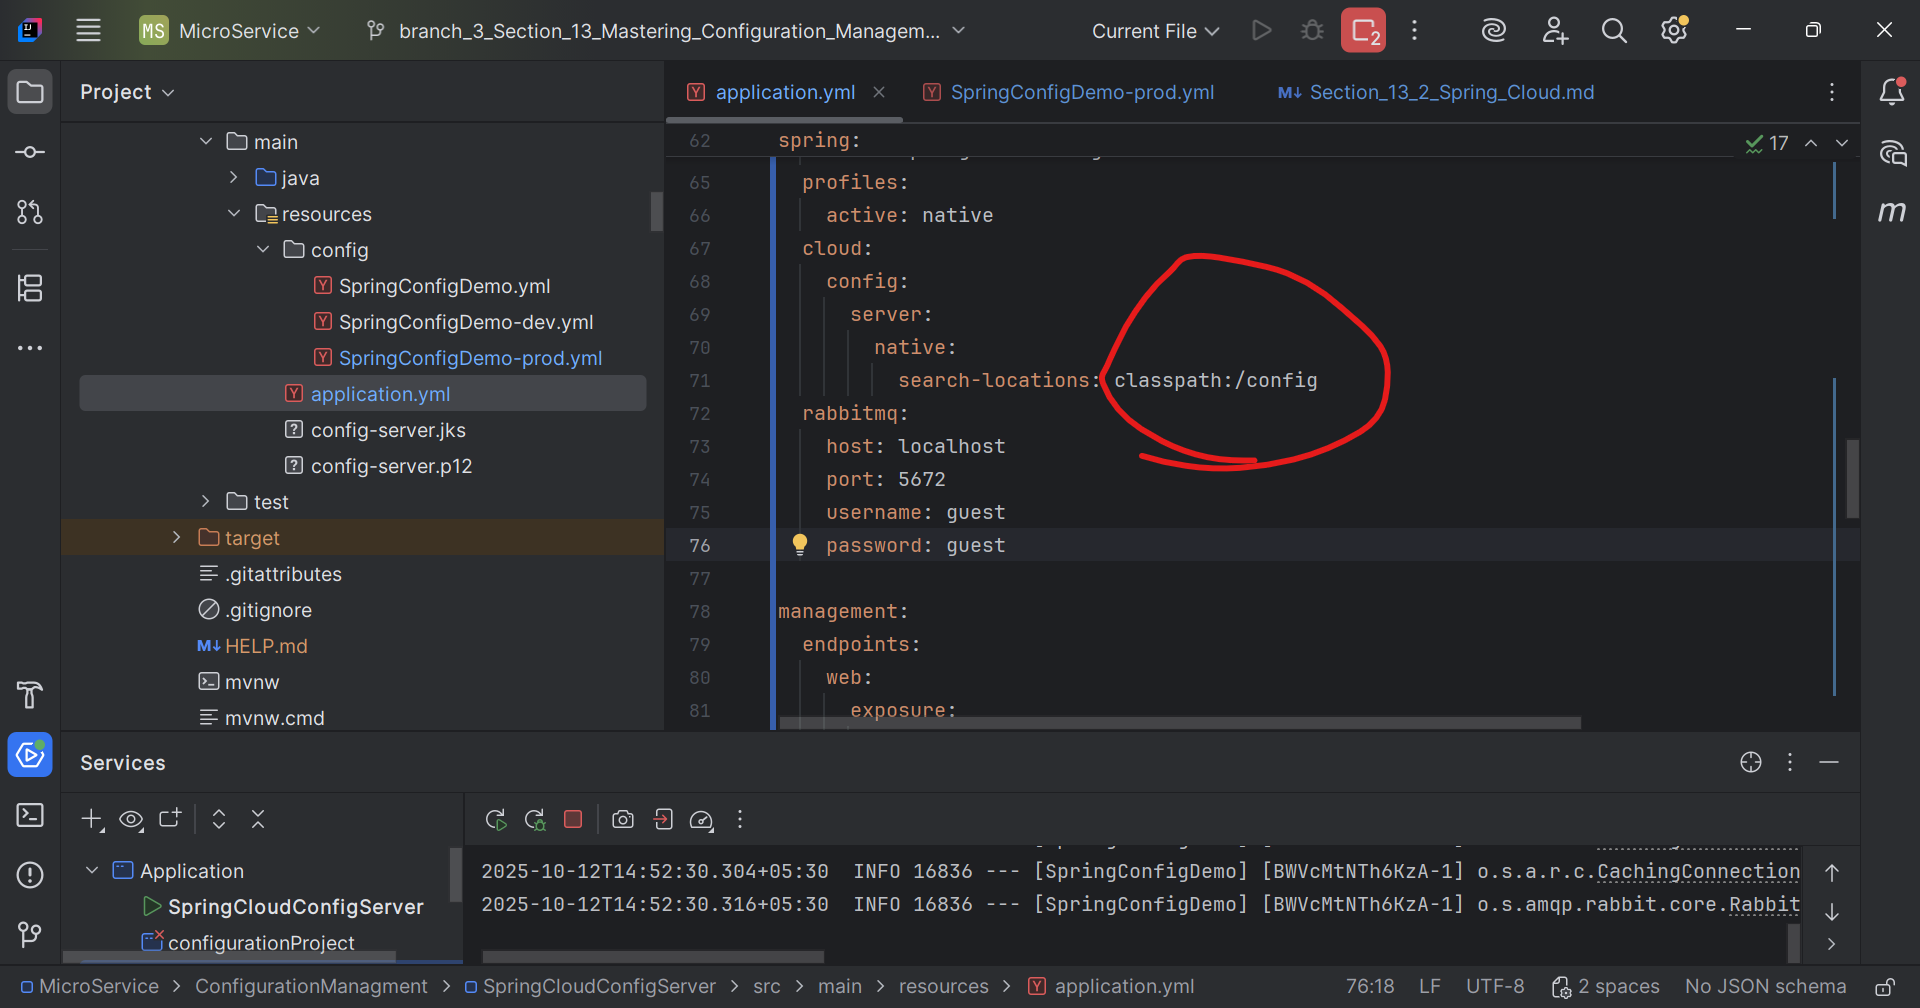 MS MicroService branch_3_Section_13_Mastering_Configuration_Managem... Current File 2
Project
main
java
resources
config
SpringConfigDemo.yml
SpringConfigDemo-dev.yml
SpringConfigDemo-prod.yml
application.yml
config-server.jks
config-server.p12
test
target
.gitattributes
.gitignore
M↓ HELP.md
mvnw
mvnw.cmd
Y application.yml Y SpringConfigDemo-prod.yml M↓ Section_13_2_Spring_Cloud.md
62 spring: 17
65 profiles:
66 active: native
67 cloud:
68 config:
69 server:
70 native:
71 search-locations: classpath:/config
72 rabbitmq:
73 host: localhost
74 port: 5672
75 username: guest
76 password: guest
77
78 management:
79 endpoints:
80 web:
81 exposure:
m
Services
Application
SpringCloudConfigServer
configurationProject
2025-10-12T14:52:30.304+05:30 INFO 16836 --- [SpringConfigDemo] [BWVcMtNTh6KzA-1] o.s.a.r.c.CachingConnection
2025-10-12T14:52:30.316+05:30 INFO 16836 --- [SpringConfigDemo] [BWVcMtNTh6KzA-1] o.s.amqp.rabbit.core.Rabbit
MicroService > ConfigurationManagment > SpringCloudConfigServer > src > main > resources > Y application.yml 76:18 LF UTF-8 2 spaces No JSON schema